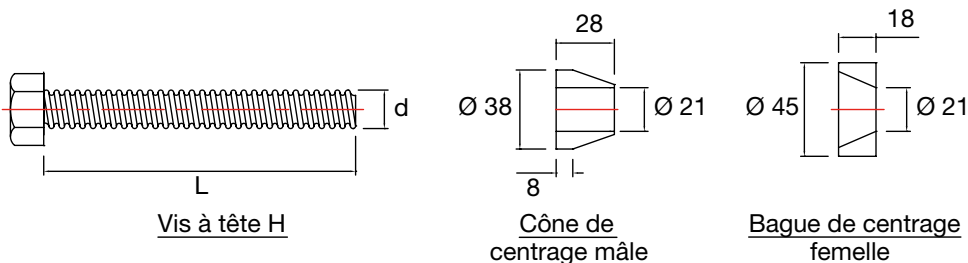 28
18
Ø 38
Ø 21
Ø 45
Ø 21
d
8
L
Vis à tête H
Cône de
centrage mâle
Bague de centrage
femelle